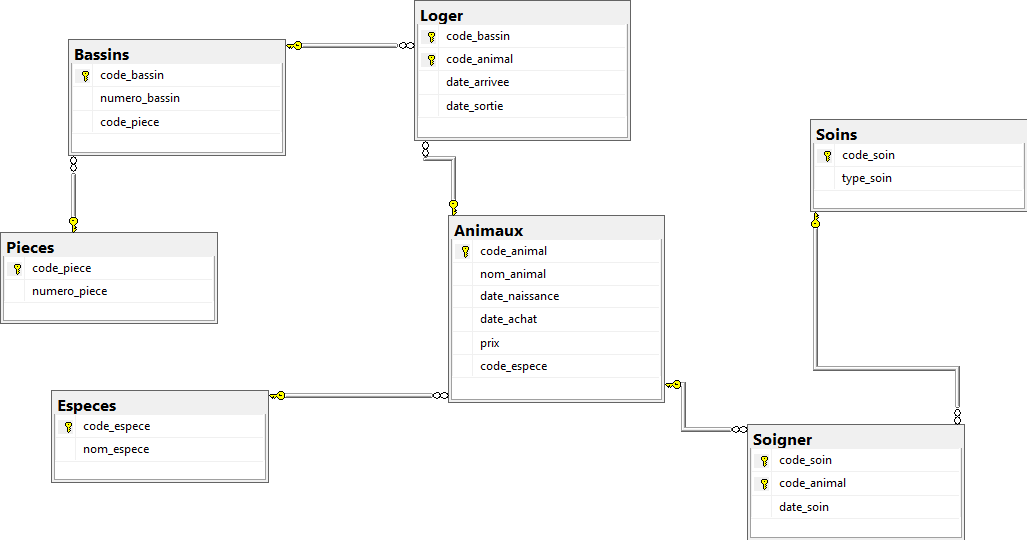 Loger
code_bassin
code_animal
date_arrivee
date_sortie
Bassins
code_bassin
numero_bassin
code_piece
Soins
code_soin
type_soin
Pieces
code_piece
numero_piece
Animaux
code_animal
nom_animal
date_naissance
date_achat
prix
code_espece
Especes
code_espece
nom_espece
Soigner
code_soin
code_animal
date_soin